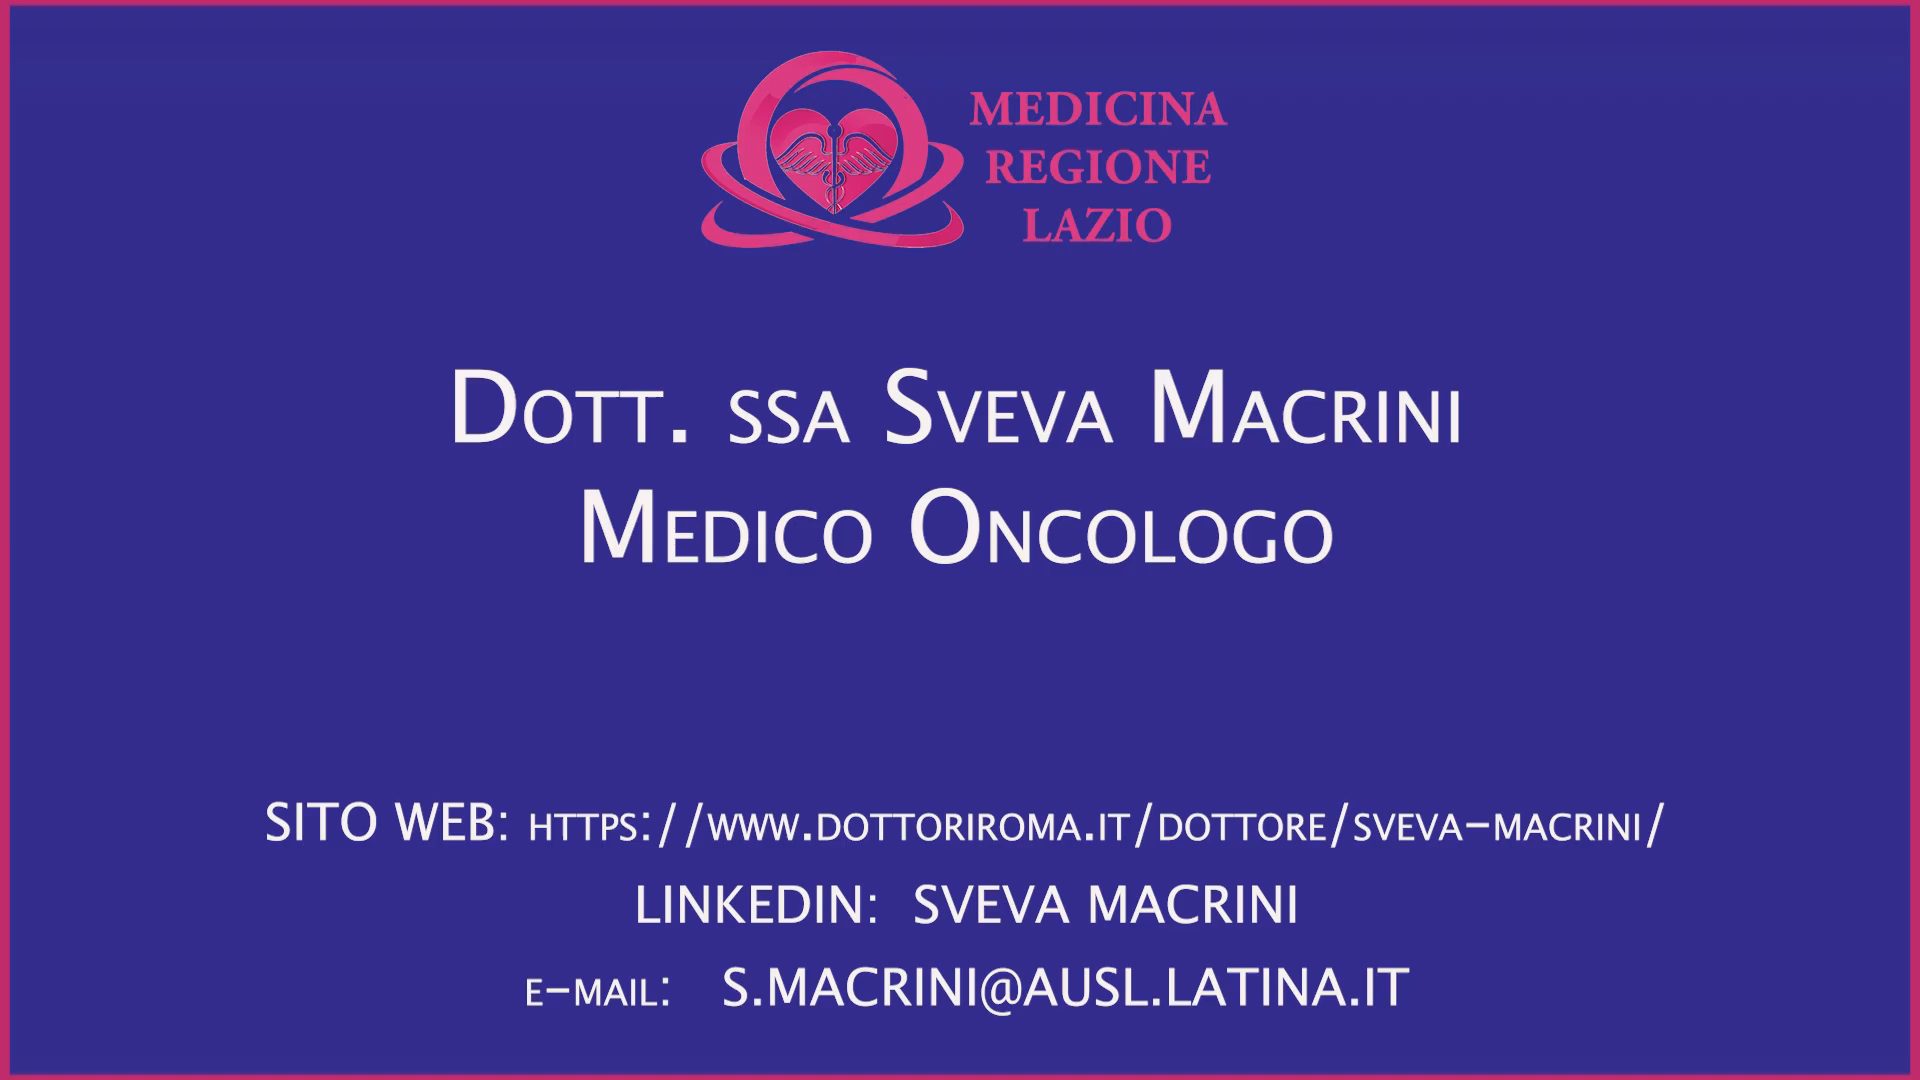 MEDICINA
REGIONE
LAZIO
Dott. ssa Sveva Macrini
Medico Oncologo
SITO WEB: https://www.dottoriroma.it/dottore/sveva-macrini/
LINKEDIN: SVEVA MACRINI
e-mail: S.MACRINI@AUSL.LATINA.IT